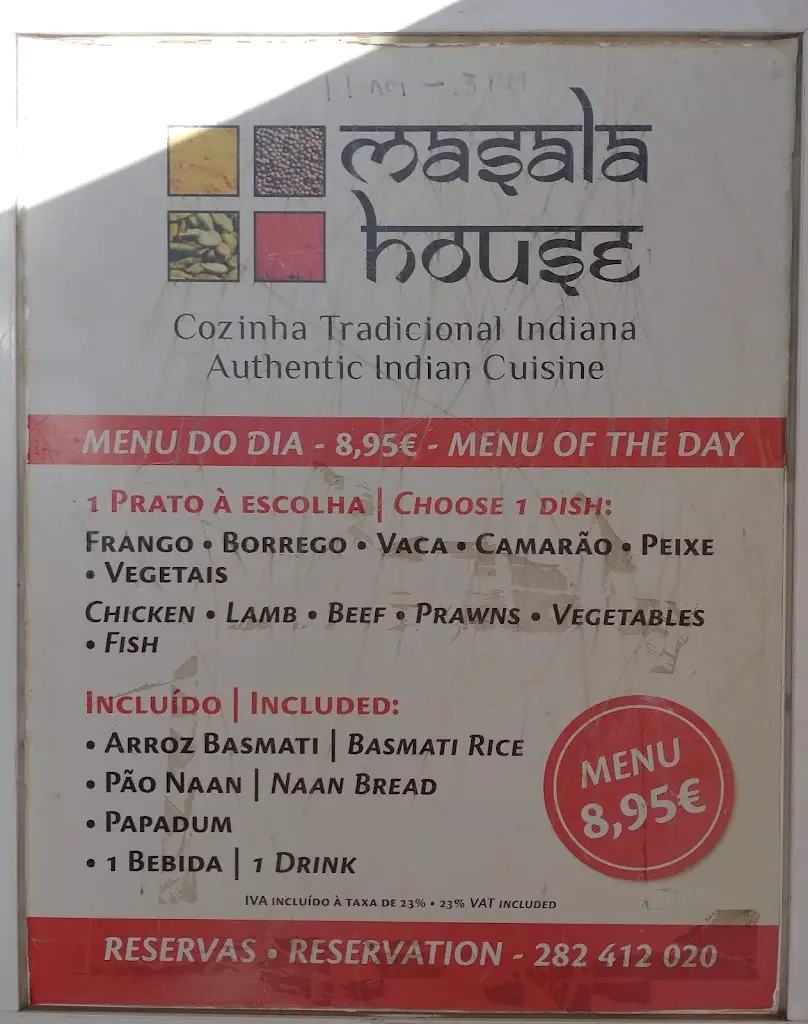 11 AM - 3 PM
masala
house
Cozinha Tradicional Indiana
Authentic Indian Cuisine
MENU DO DIA - 8,95€ - MENU OF THE DAY
1 PRATO À ESCOLHA | CHOOSE 1 DISH:
FRANGO • BORREGO • VACA • CAMARÃO • PEIXE
• VEGETAIS
CHICKEN • LAMB • BEEF • PRAWNS • VEGETABLES
• FISH
INCLUÍDO | INCLUDED:
• ARROZ BASMATI | BASMATI RICE
• PÃO NAAN | NAAN BREAD
• PAPADUM
• 1 BEBIDA | 1 DRINK
MENU
8,95€
IVA INCLUÍDO À TAXA DE 23% • 23% VAT INCLUDED
RESERVAS • RESERVATION - 282 412 020